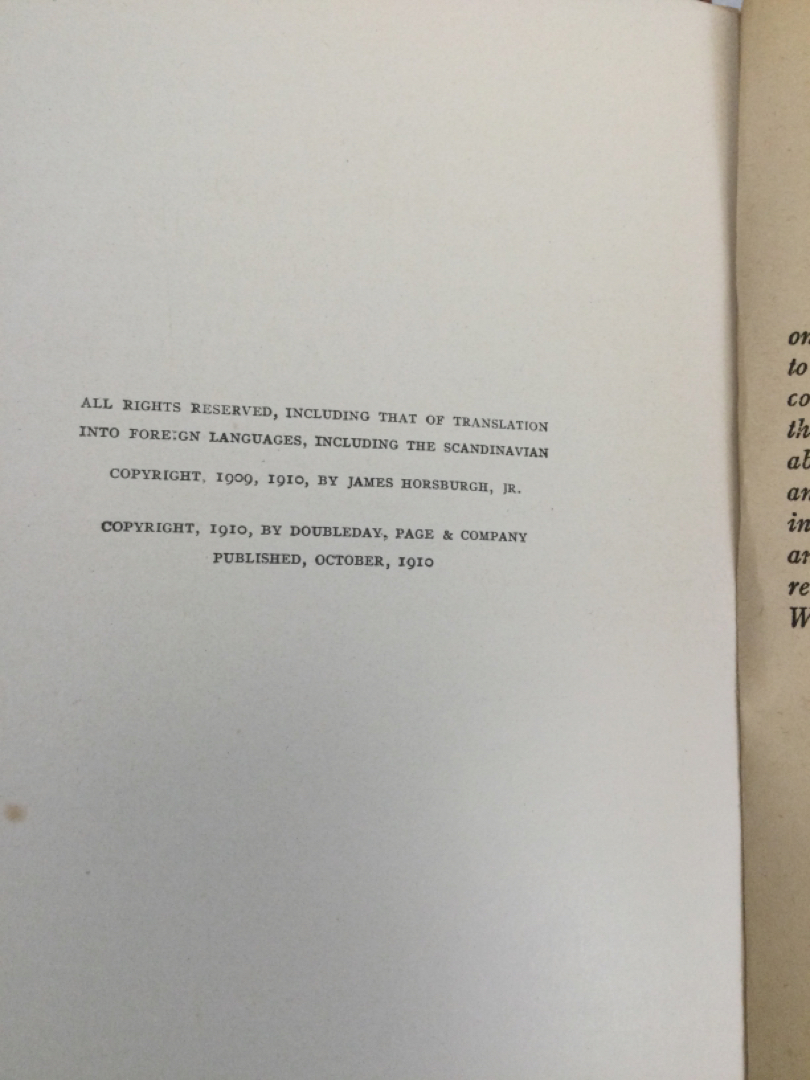 ALL RIGHTS RESERVED, INCLUDING THAT OF TRANSLATION
INTO FOREIGN LANGUAGES, INCLUDING THE SCANDINAVIAN
COPYRIGHT, 1909, 1910, BY JAMES HORSBURGH, JR.
COPYRIGHT, 1910, BY DOUBLEDAY, PAGE & COMPANY
PUBLISHED, OCTOBER, 1910
to